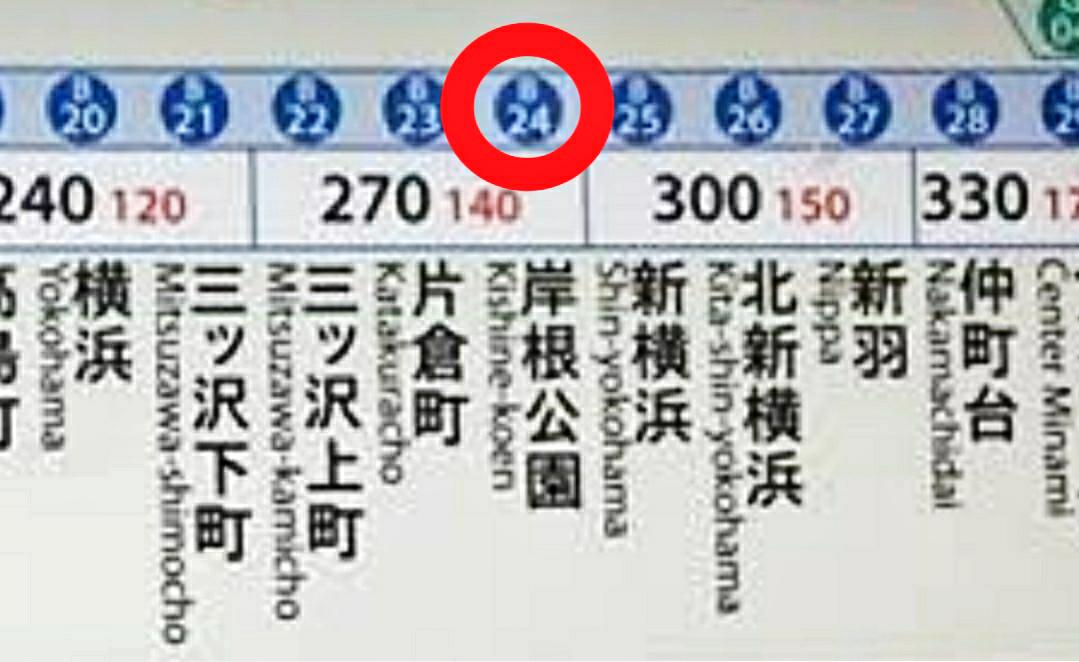 B 20
B 21
B 22
B 23
B 24
B 25
B 26
B 27
B 28
240 120
270 140
300 150
330
横浜
Yokohama
三ッ沢下町
Mitsuzawa-shimocho
三ッ沢上町
Mitsuzawa-kamicho
片倉町
Katakuracho
岸根公園
Kishine-koen
新横浜
Shin-yokohama
北新横浜
Kita-shin-yokohama
新羽
Nippa
仲町台
Nakamachidai
Center Minami